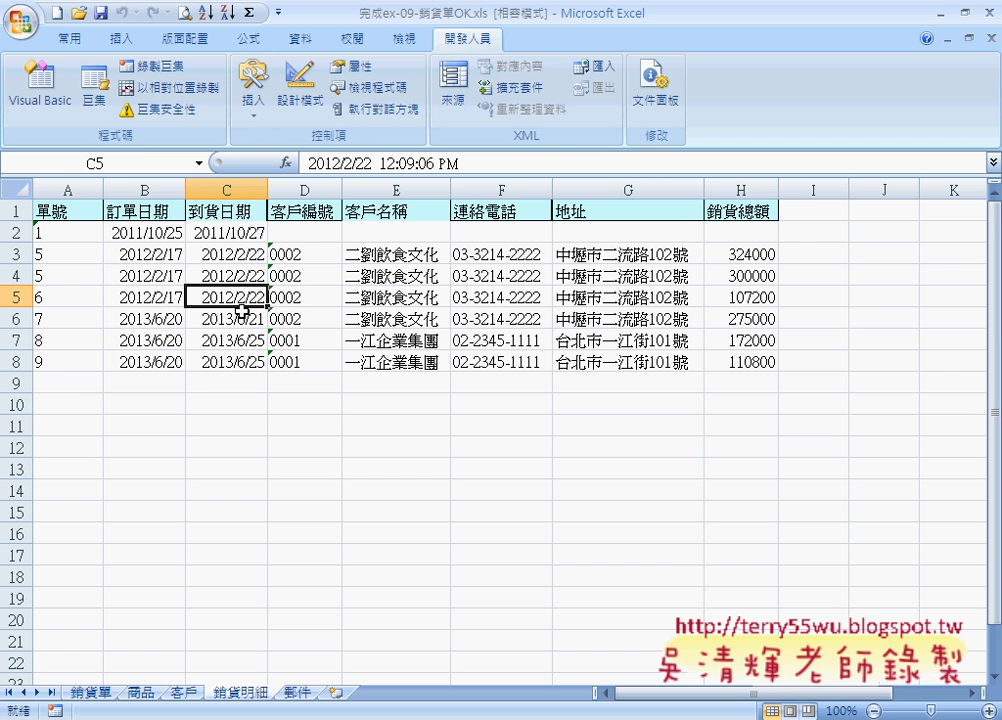 完成ex-09-銷貨單OK.xls [相容模式] - Microsoft Excel
常用 插入 版面配置 公式 資料 校閱 檢視 開發人員
Visual Basic 巨集 錄製巨集 以相對位置錄製 巨集安全性 程式碼
插入 設計模式 屬性 檢視程式碼 執行對話方塊 控制項
來源 對應內容 擴充套件 重新整理資料 匯入 匯出 XML
文件面板 修改
C5 fx 2012/2/22 12:09:06 PM
A B C D E F G H I J K
1 單號 訂單日期 到貨日期 客戶編號 客戶名稱 連絡電話 地址 銷貨總額
2 1 2011/10/25 2011/10/27
3 5 2012/2/17 2012/2/22 0002 二劉飲食文化 03-3214-2222 中壢市二流路102號 324000
4 5 2012/2/17 2012/2/22 0002 二劉飲食文化 03-3214-2222 中壢市二流路102號 300000
5 6 2012/2/17 2012/2/22 0002 二劉飲食文化 03-3214-2222 中壢市二流路102號 107200
6 7 2013/6/20 2013/6/21 0002 二劉飲食文化 03-3214-2222 中壢市二流路102號 275000
7 8 2013/6/20 2013/6/25 0001 一江企業集團 02-2345-1111 台北市一江街101號 172000
8 9 2013/6/20 2013/6/25 0001 一江企業集團 02-2345-1111 台北市一江街101號 110800
9
10
11
12
13
14
15
16
17
18
19
20
21
22
23
http://terry55wu.blogspot.tw
吳清輝老師錄製
銷貨單 商品 客戶 銷貨明細 郵件
就緒 100%